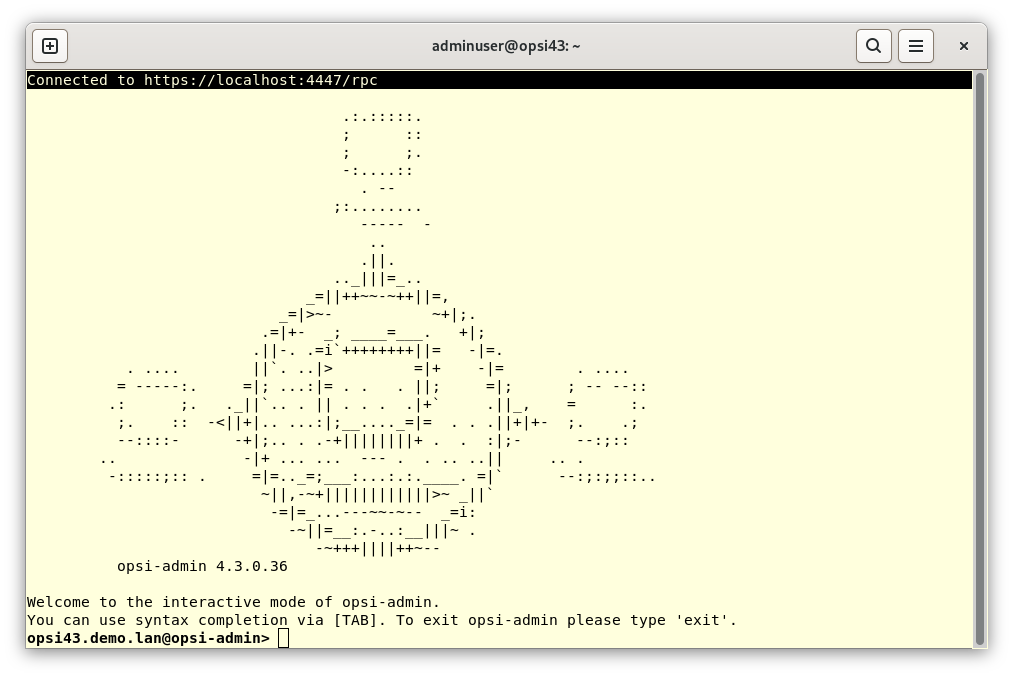 adminuser@opsi43: ~
Connected to https://localhost:4447/rpc
opsi-admin 4.3.0.36
Welcome to the interactive mode of opsi-admin.
You can use syntax completion via [TAB]. To exit opsi-admin please type 'exit'.
opsi43.demo.lan@opsi-admin>